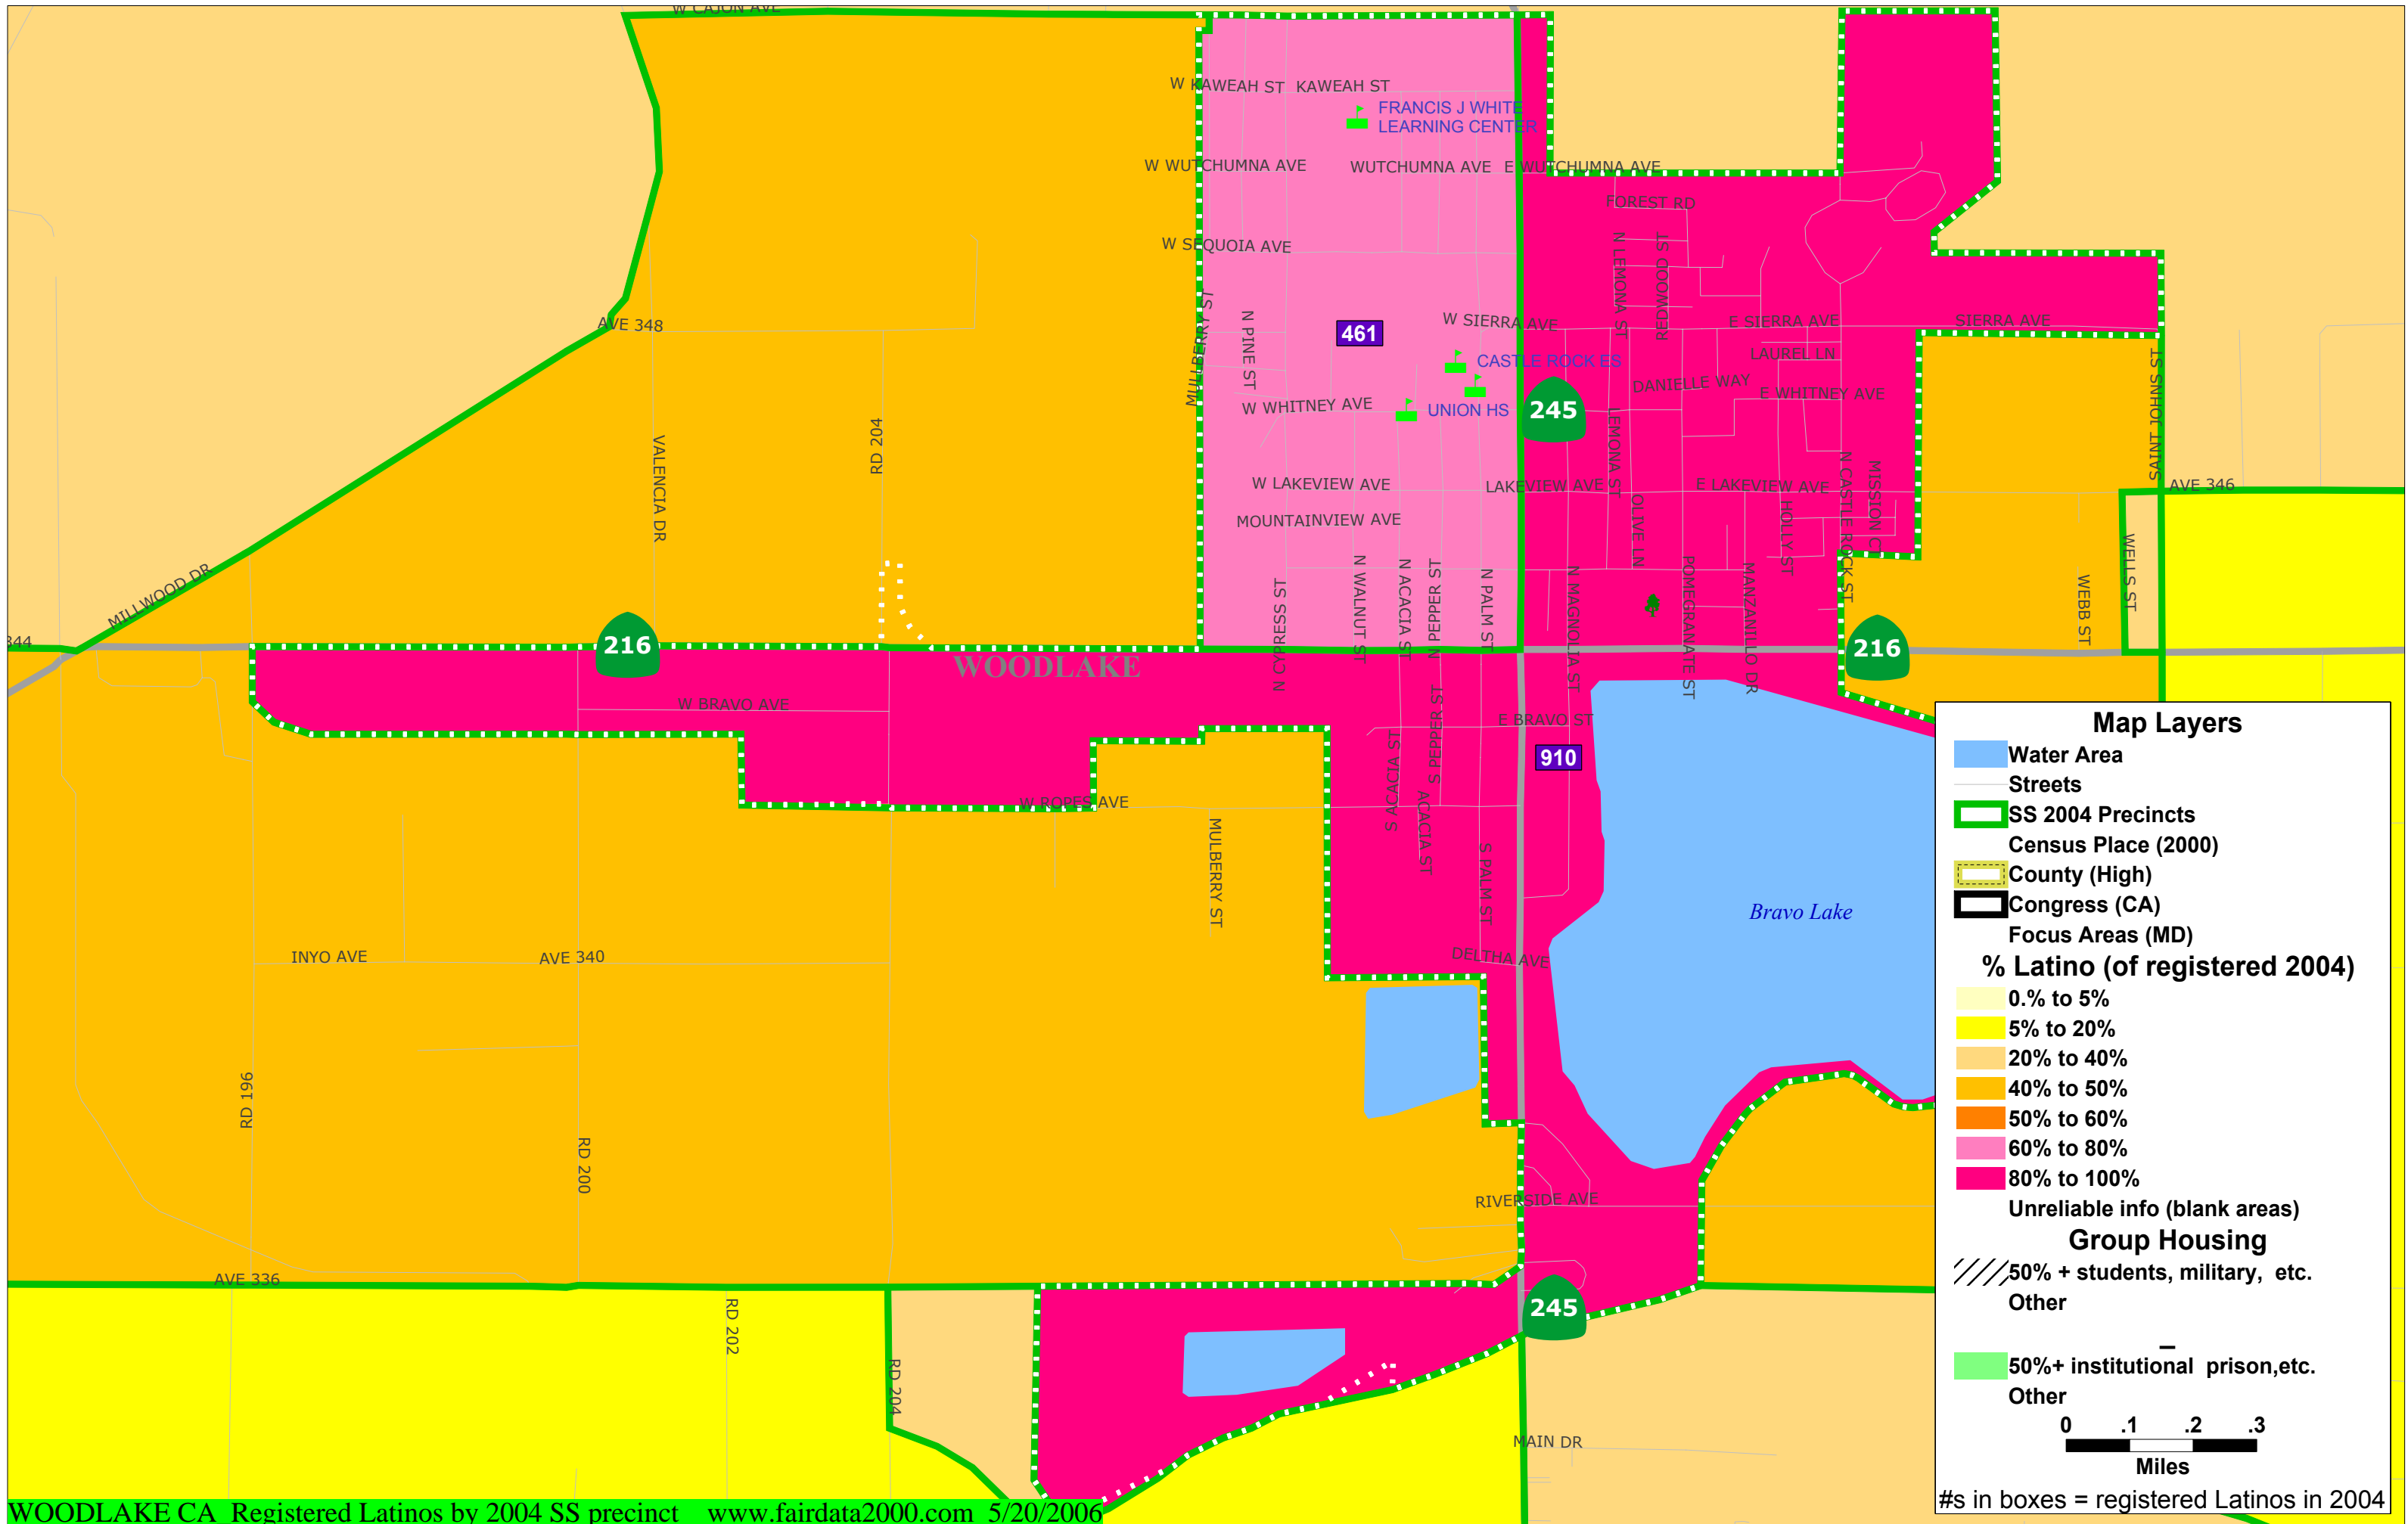 W CAJON AVE
W KAWEAH ST KAWEAH ST
FRANCIS J WHITE
LEARNING CENTER
W WUTCHUMNA AVE WUTCHUMNA AVE E WUTCHUMNA AVE
FOREST RD
W SEQUOIA AVE
N LEMONA ST
REDWOOD ST
MULLBERRY ST
N PINE ST
AVE 348
461
W SIERRA AVE
E SIERRA AVE
SIERRA AVE
LAUREL LN
CASTLE ROCK ES
DANIELLE WAY
E WHITNEY AVE
W WHITNEY AVE
UNION HS
245
SAINT JOHNS ST
VALENCIA DR
RD 204
LEMONA ST
W LAKEVIEW AVE
LAKEVIEW AVE
E LAKEVIEW AVE
AVE 346
MOUNTAINVIEW AVE
OLIVE LN
HOLLY ST
N CASTLE ROCK ST
MISSION CT
WELLS ST
WEBB ST
MILLWOOD DR
N CYPRESS ST
N WALNUT ST
N ACACIA ST
N PEPPER ST
N PALM ST
N MAGNOLIA ST
POMEGRANATE ST
MANZANILLO DR
344
216
216
WOODLAKE
W BRAVO AVE
E BRAVO ST
S ACACIA ST
S PEPPER ST
ACACIA ST
910
W ROPES AVE
MULBERRY ST
S PALM ST
Bravo Lake
DELTHA AVE
INYO AVE
AVE 340
RD 196
RD 200
RIVERSIDE AVE
AVE 336
RD 202
RD 204
245
MAIN DR
Map Layers
Water Area
Streets
SS 2004 Precincts
Census Place (2000)
County (High)
Congress (CA)
Focus Areas (MD)
% Latino (of registered 2004)
0.% to 5%
5% to 20%
20% to 40%
40% to 50%
50% to 60%
60% to 80%
80% to 100%
Unreliable info (blank areas)
Group Housing
50% + students, military, etc.
Other
50%+ institutional prison,etc.
Other
0 .1 .2 .3
Miles
#s in boxes = registered Latinos in 2004
WOODLAKE CA Registered Latinos by 2004 SS precinct www.fairdata2000.com 5/20/2006